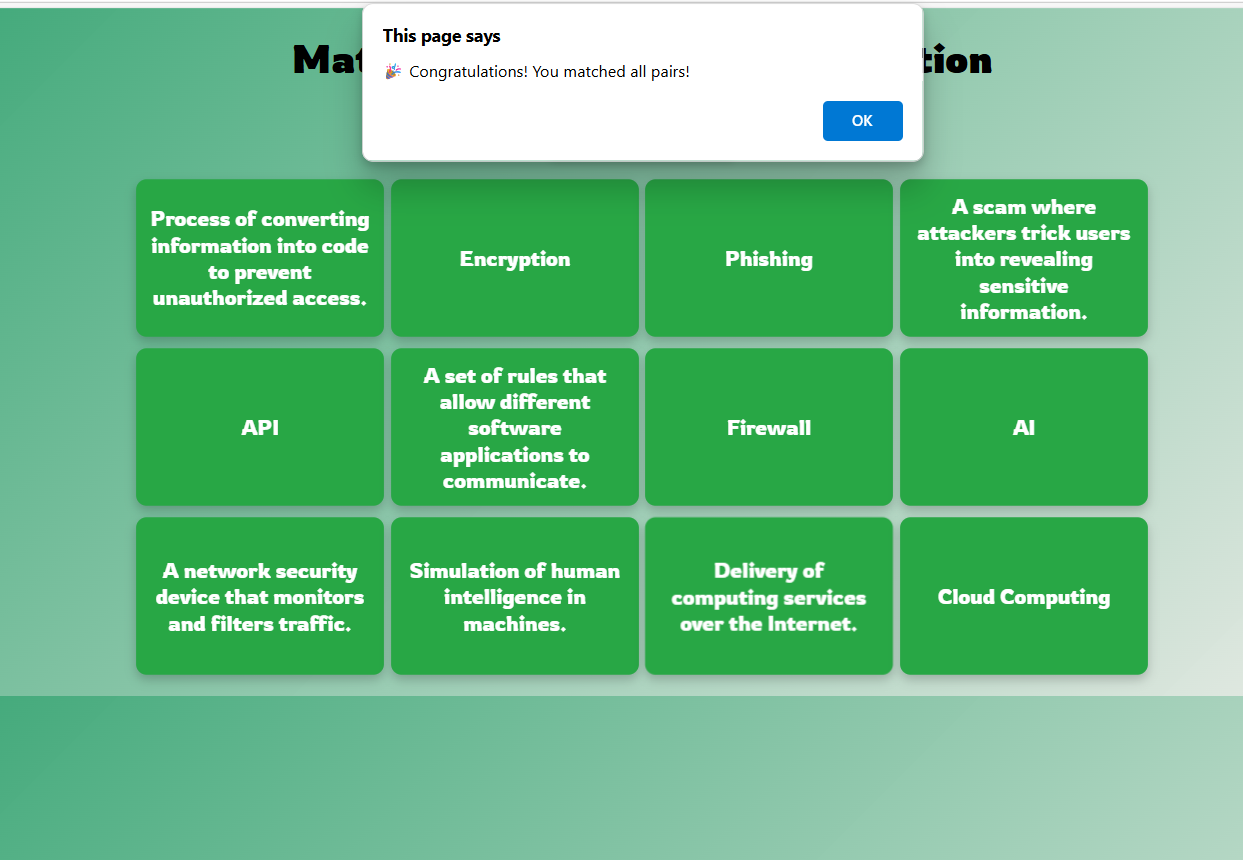 This page says
🎉 Congratulations! You matched all pairs!
OK
Process of converting
information into code
to prevent
unauthorized access.
Encryption
Phishing
A scam where
attackers trick users
into revealing
sensitive
information.
API
A set of rules that
allow different
software
applications to
communicate.
Firewall
AI
A network security
device that monitors
and filters traffic.
Simulation of human
intelligence in
machines.
Delivery of
computing services
over the Internet.
Cloud Computing